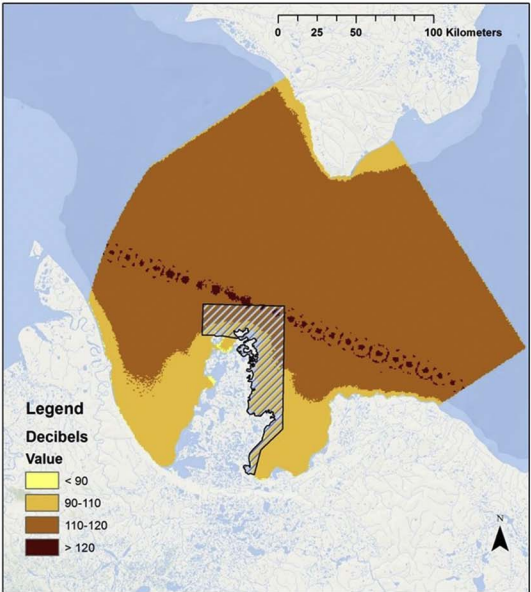 0 25 50 100 Kilometers
Legend
Decibels
Value
< 90
90-110
110-120
> 120
N